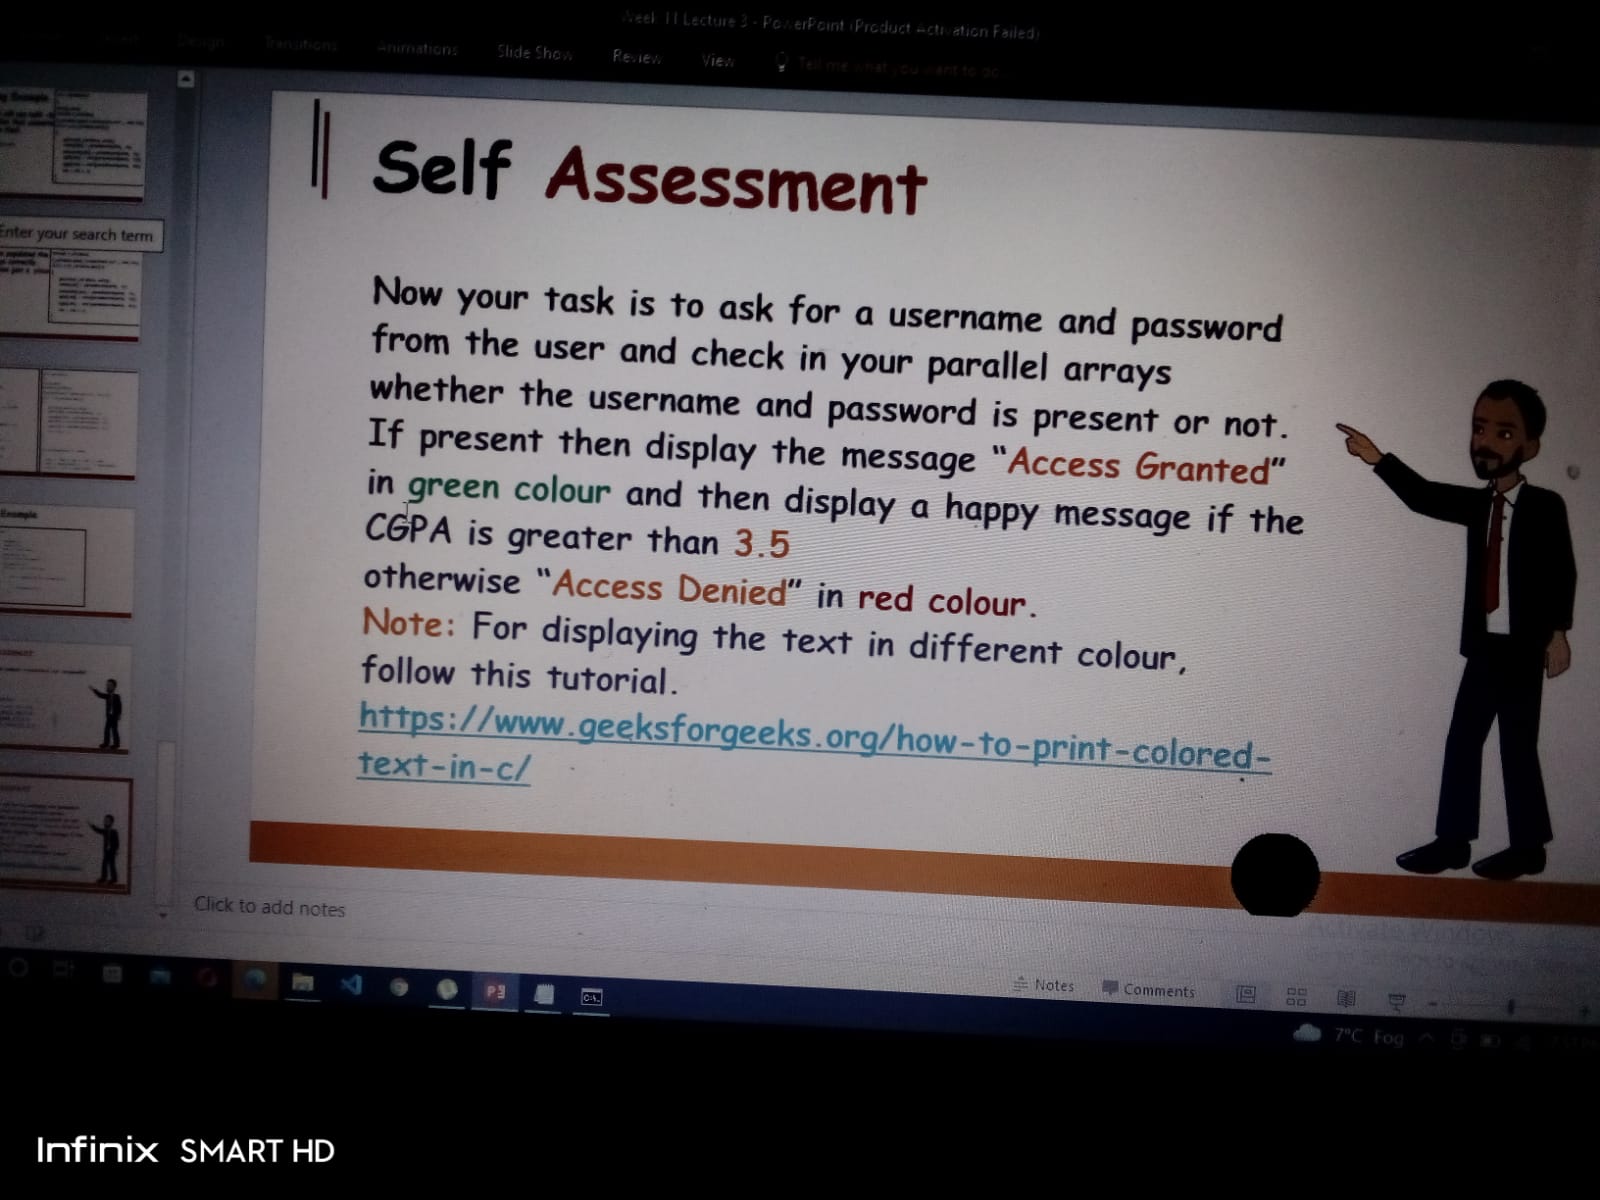 Week 11 Lecture 3 - PowerPoint (Product Activation Failed)
Design Transitions Animations Slide Show Review View Tell me what you want to do...
Enter your search term
Self Assessment
Now your task is to ask for a username and password
from the user and check in your parallel arrays
whether the username and password is present or not.
If present then display the message “Access Granted”
in green colour and then display a happy message if the
CGPA is greater than 3.5
otherwise “Access Denied” in red colour.
Note: For displaying the text in different colour,
follow this tutorial.
https://www.geeksforgeeks.org/how-to-print-colored-
text-in-c/
Click to add notes
Activate Windows
Notes Comments
7°C Fog
Infinix SMART HD